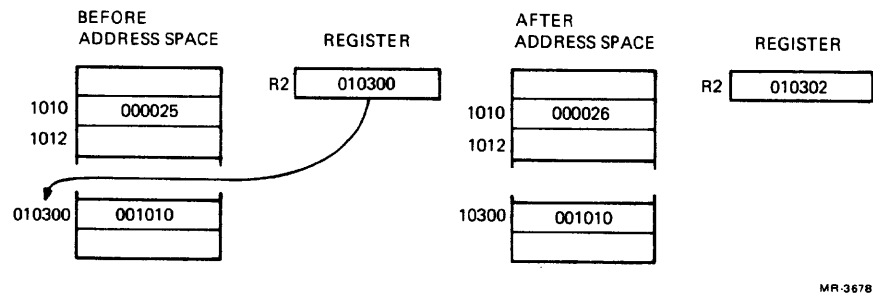 BEFORE
ADDRESS SPACE
REGISTER
R2 010300
1010 000025
1012
010300 001010
AFTER
ADDRESS SPACE
REGISTER
R2 010302
1010 000026
1012
10300 001010
MR-3678